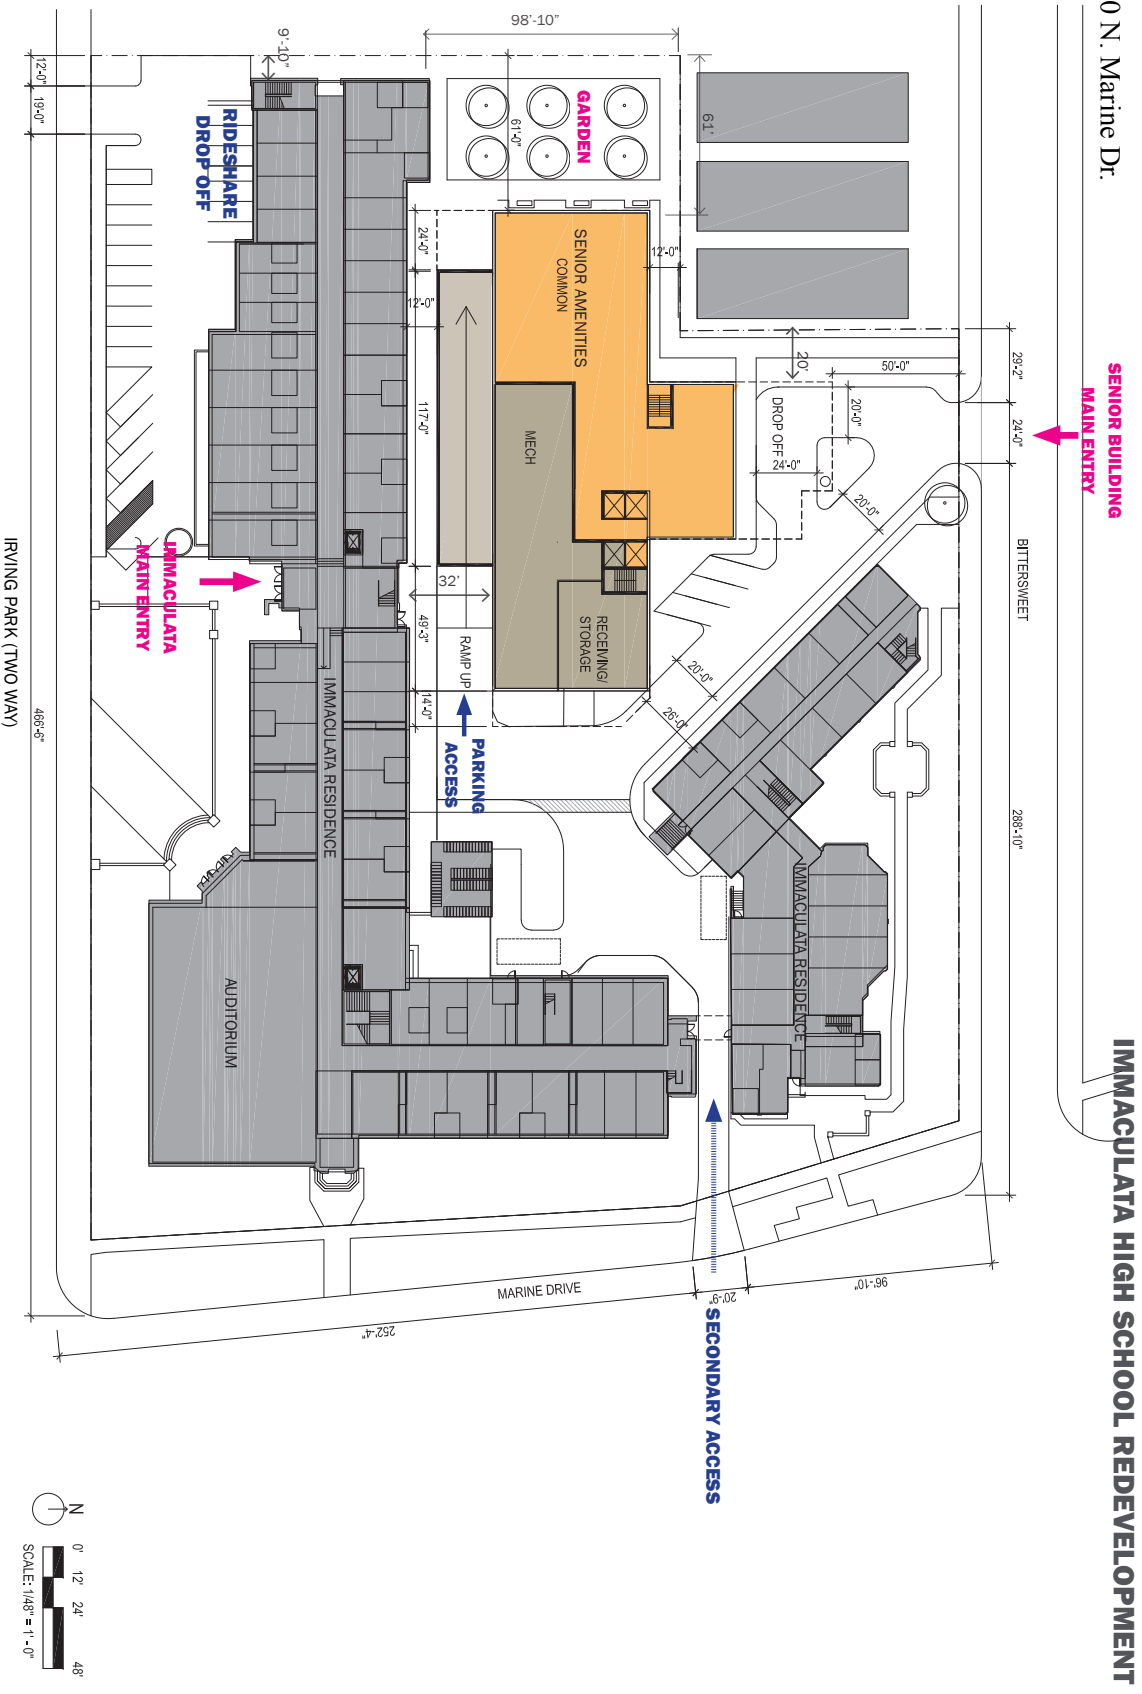 0 N. Marine Dr.
IMMACULATA HIGH SCHOOL REDEVELOPMENT
SENIOR BUILDING
MAIN ENTRY
BITTERSWEET
29'-2"
24'-0"
288'-10"
98'-10"
9'-10"
61'
61'-0"
GARDEN
RIDESHARE
DROP OFF
12'-0"
19'-0"
466'-6"
IRVING PARK (TWO WAY)
SENIOR AMENITIES
COMMON
12'-0"
20'
50'-0"
20'-0"
DROP OFF
24'-0"
20'-0"
24'-0"
12'-0"
117'-0"
MECH
RECEIVING/
STORAGE
32'
49'-3"
RAMP UP
14'-0"
20'-0"
26'-0"
PARKING
ACCESS
IMMACULATA
MAIN ENTRY
IMMACULATA RESIDENCE
IMMACULATA RESIDENCE
AUDITORIUM
MARINE DRIVE
252'-4"
20'-9"
96'-10"
SECONDARY ACCESS
N
0' 12' 24' 48'
SCALE: 1/48" = 1' - 0"